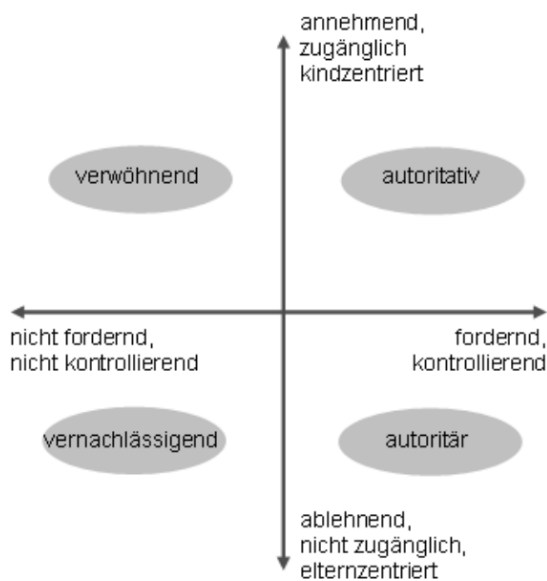 annehmend,
zugänglich
kindzentriert
verwöhnend
autoritativ
nicht fordernd,
nicht kontrollierend
fordernd,
kontrollierend
vernachlässigend
autoritär
ablehnend,
nicht zugänglich,
elternzentriert